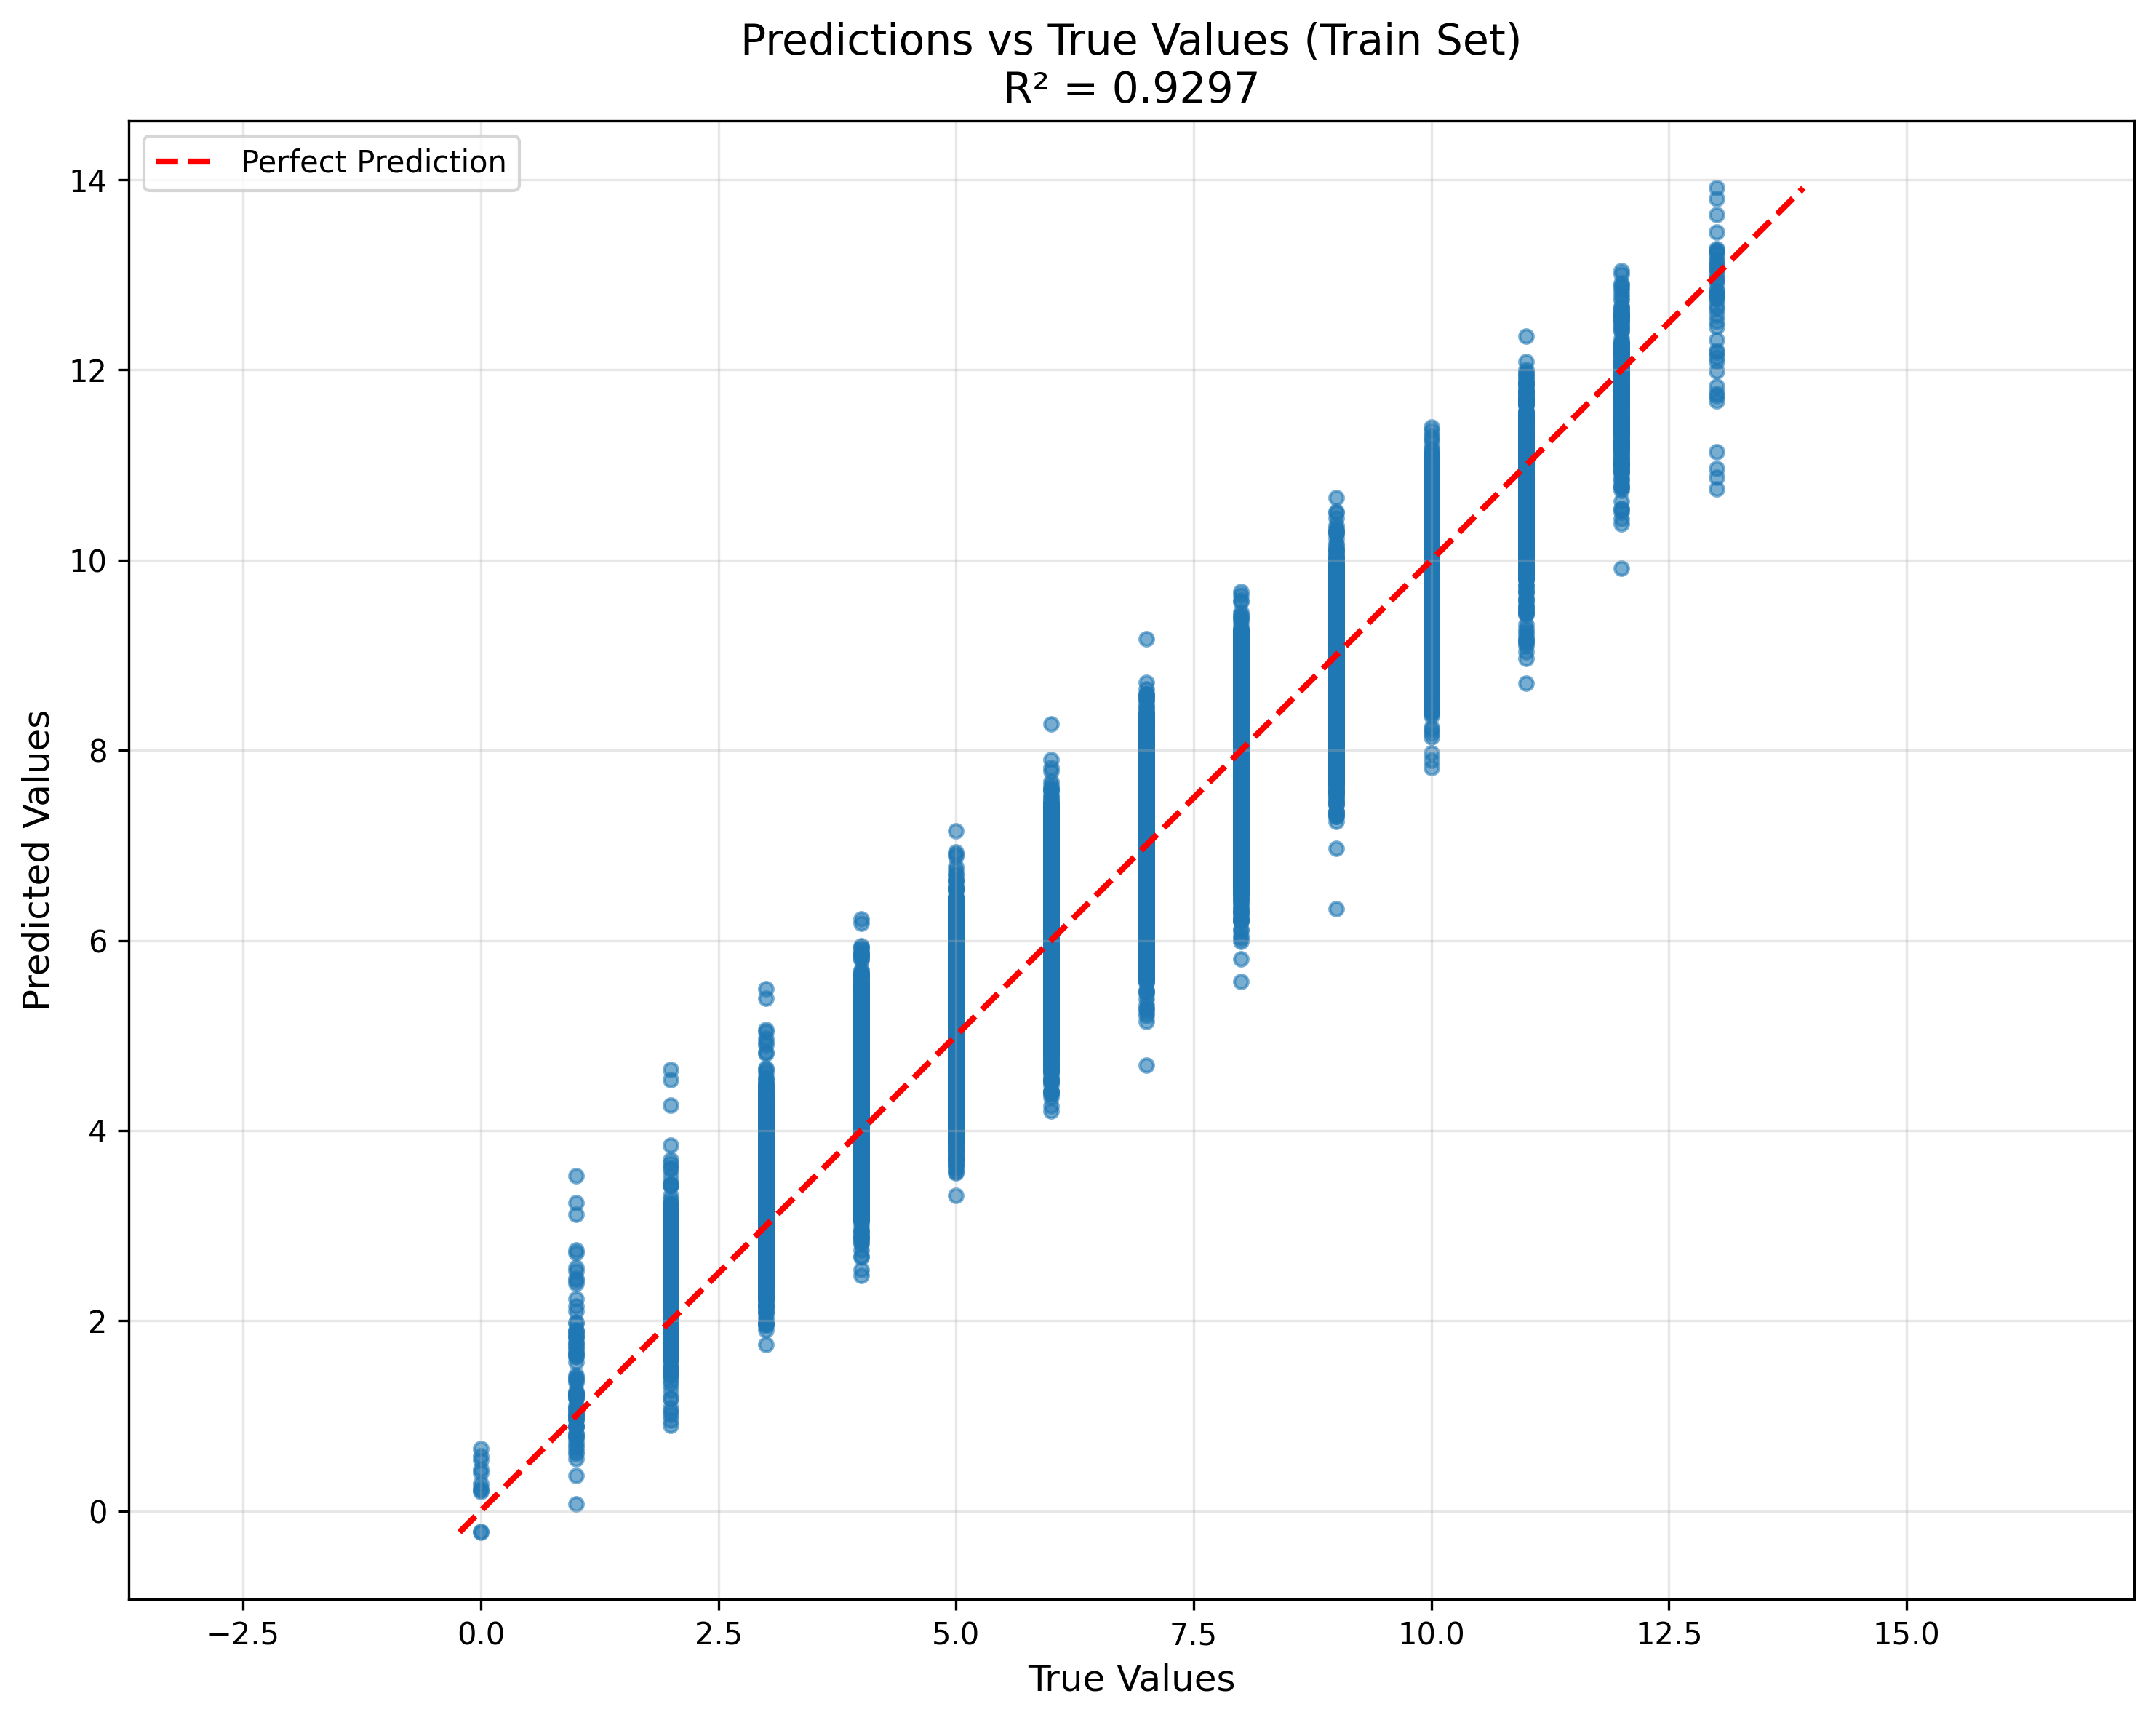 Predictions vs True Values (Train Set)
R² = 0.9297
Perfect Prediction
14
12
10
8
6
4
2
0
Predicted Values
−2.5 0.0 2.5 5.0 7.5 10.0 12.5 15.0
True Values